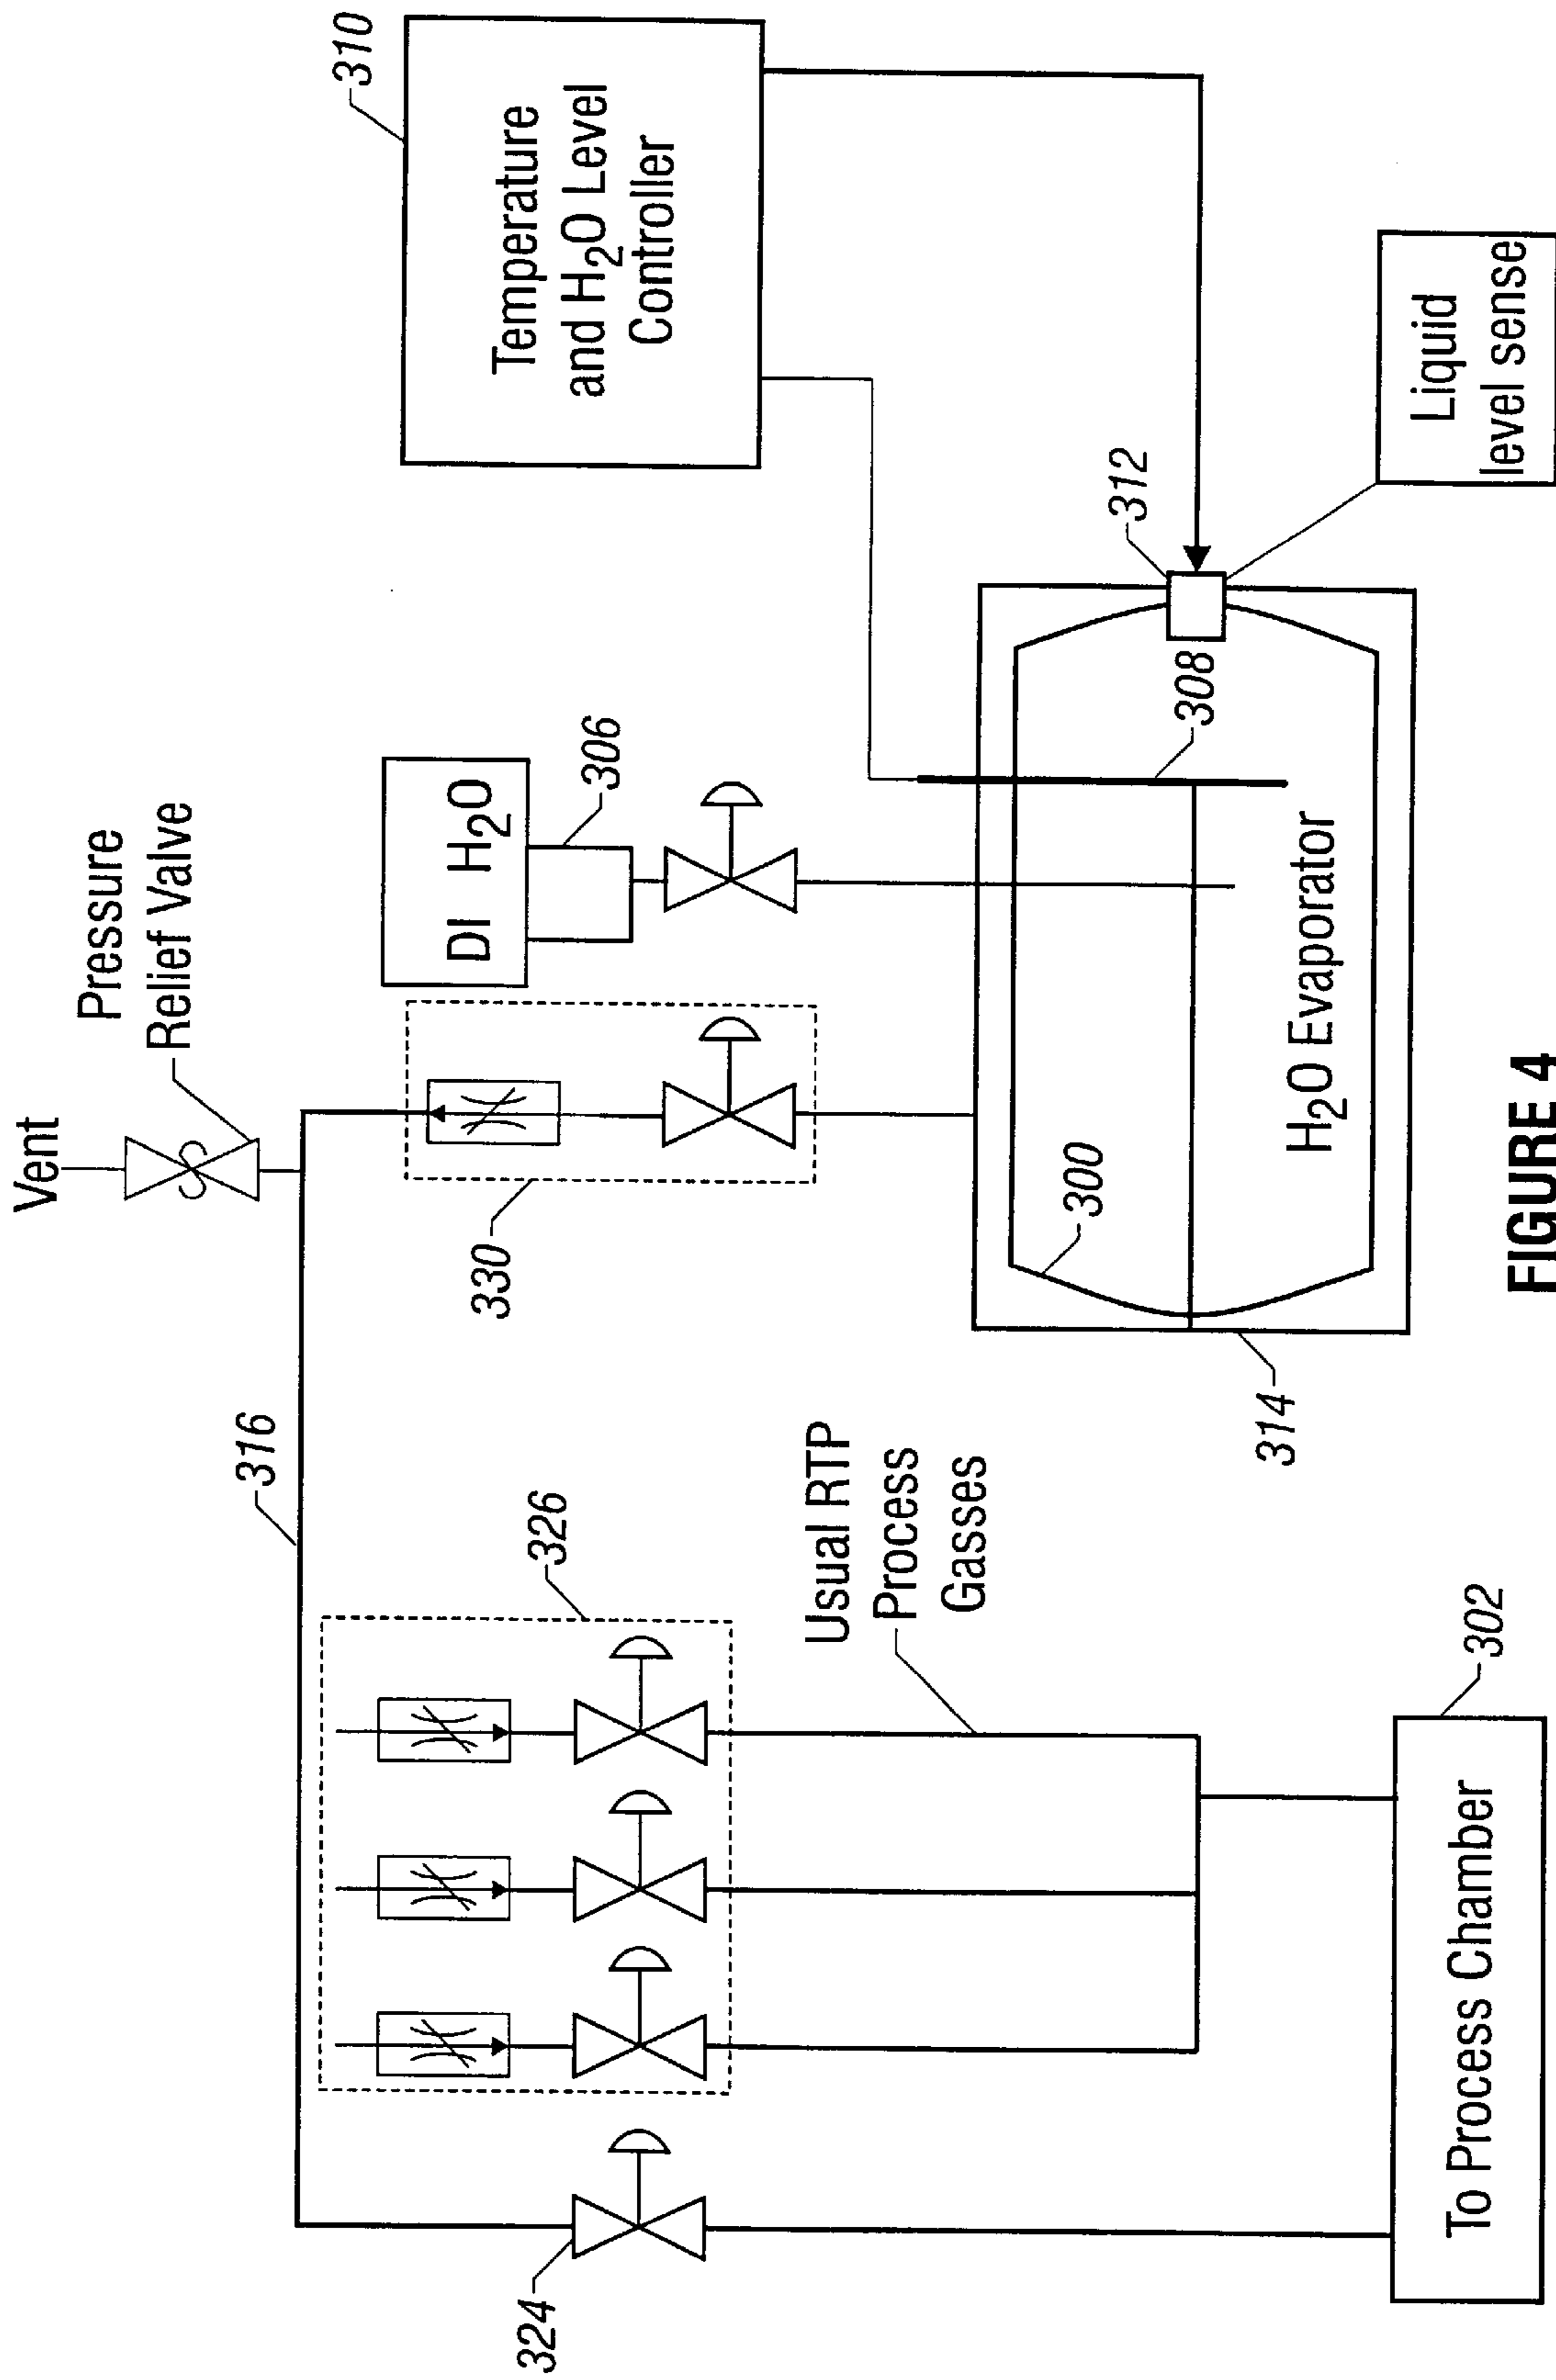 Vent
Pressure
Relief Valve
316
330
DI H2O
306
310
Temperature
and H2O Level
Controller
324
326
Usual RTP
Process
Gasses
302
To Process Chamber
300
H2O Evaporator
308
312
314
Liquid
level sense
FIGURE 4